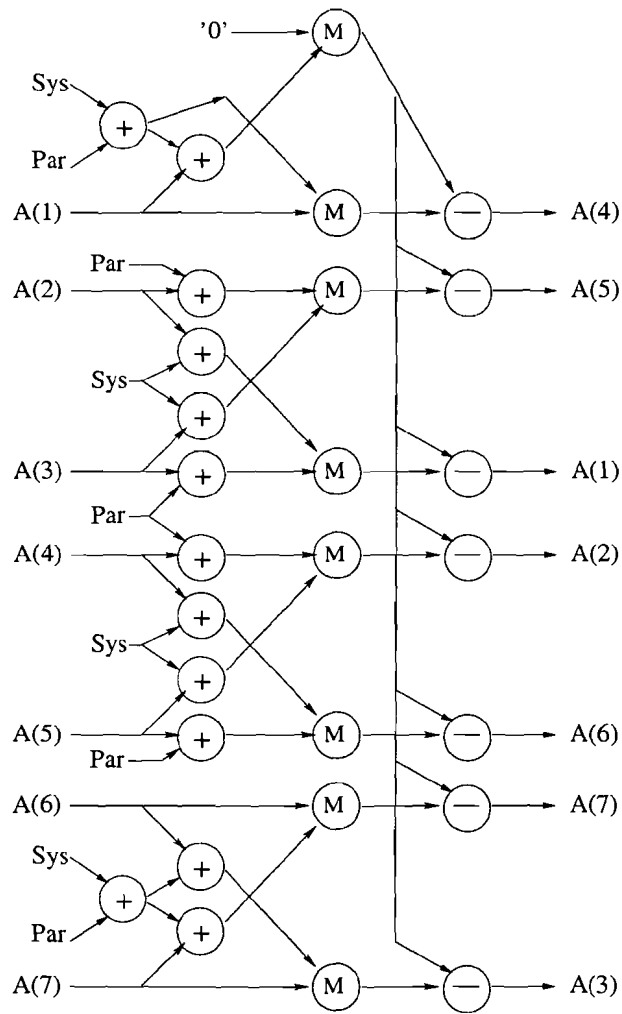 '0' M
Sys
+
+
Par
A(1) M — A(4)
Par
A(2) + M — A(5)
+
Sys
+
A(3) + M — A(1)
Par
A(4) + M — A(2)
+
Sys
+
A(5) + M — A(6)
Par
A(6) M — A(7)
Sys
+
+
Par +
A(7) M — A(3)